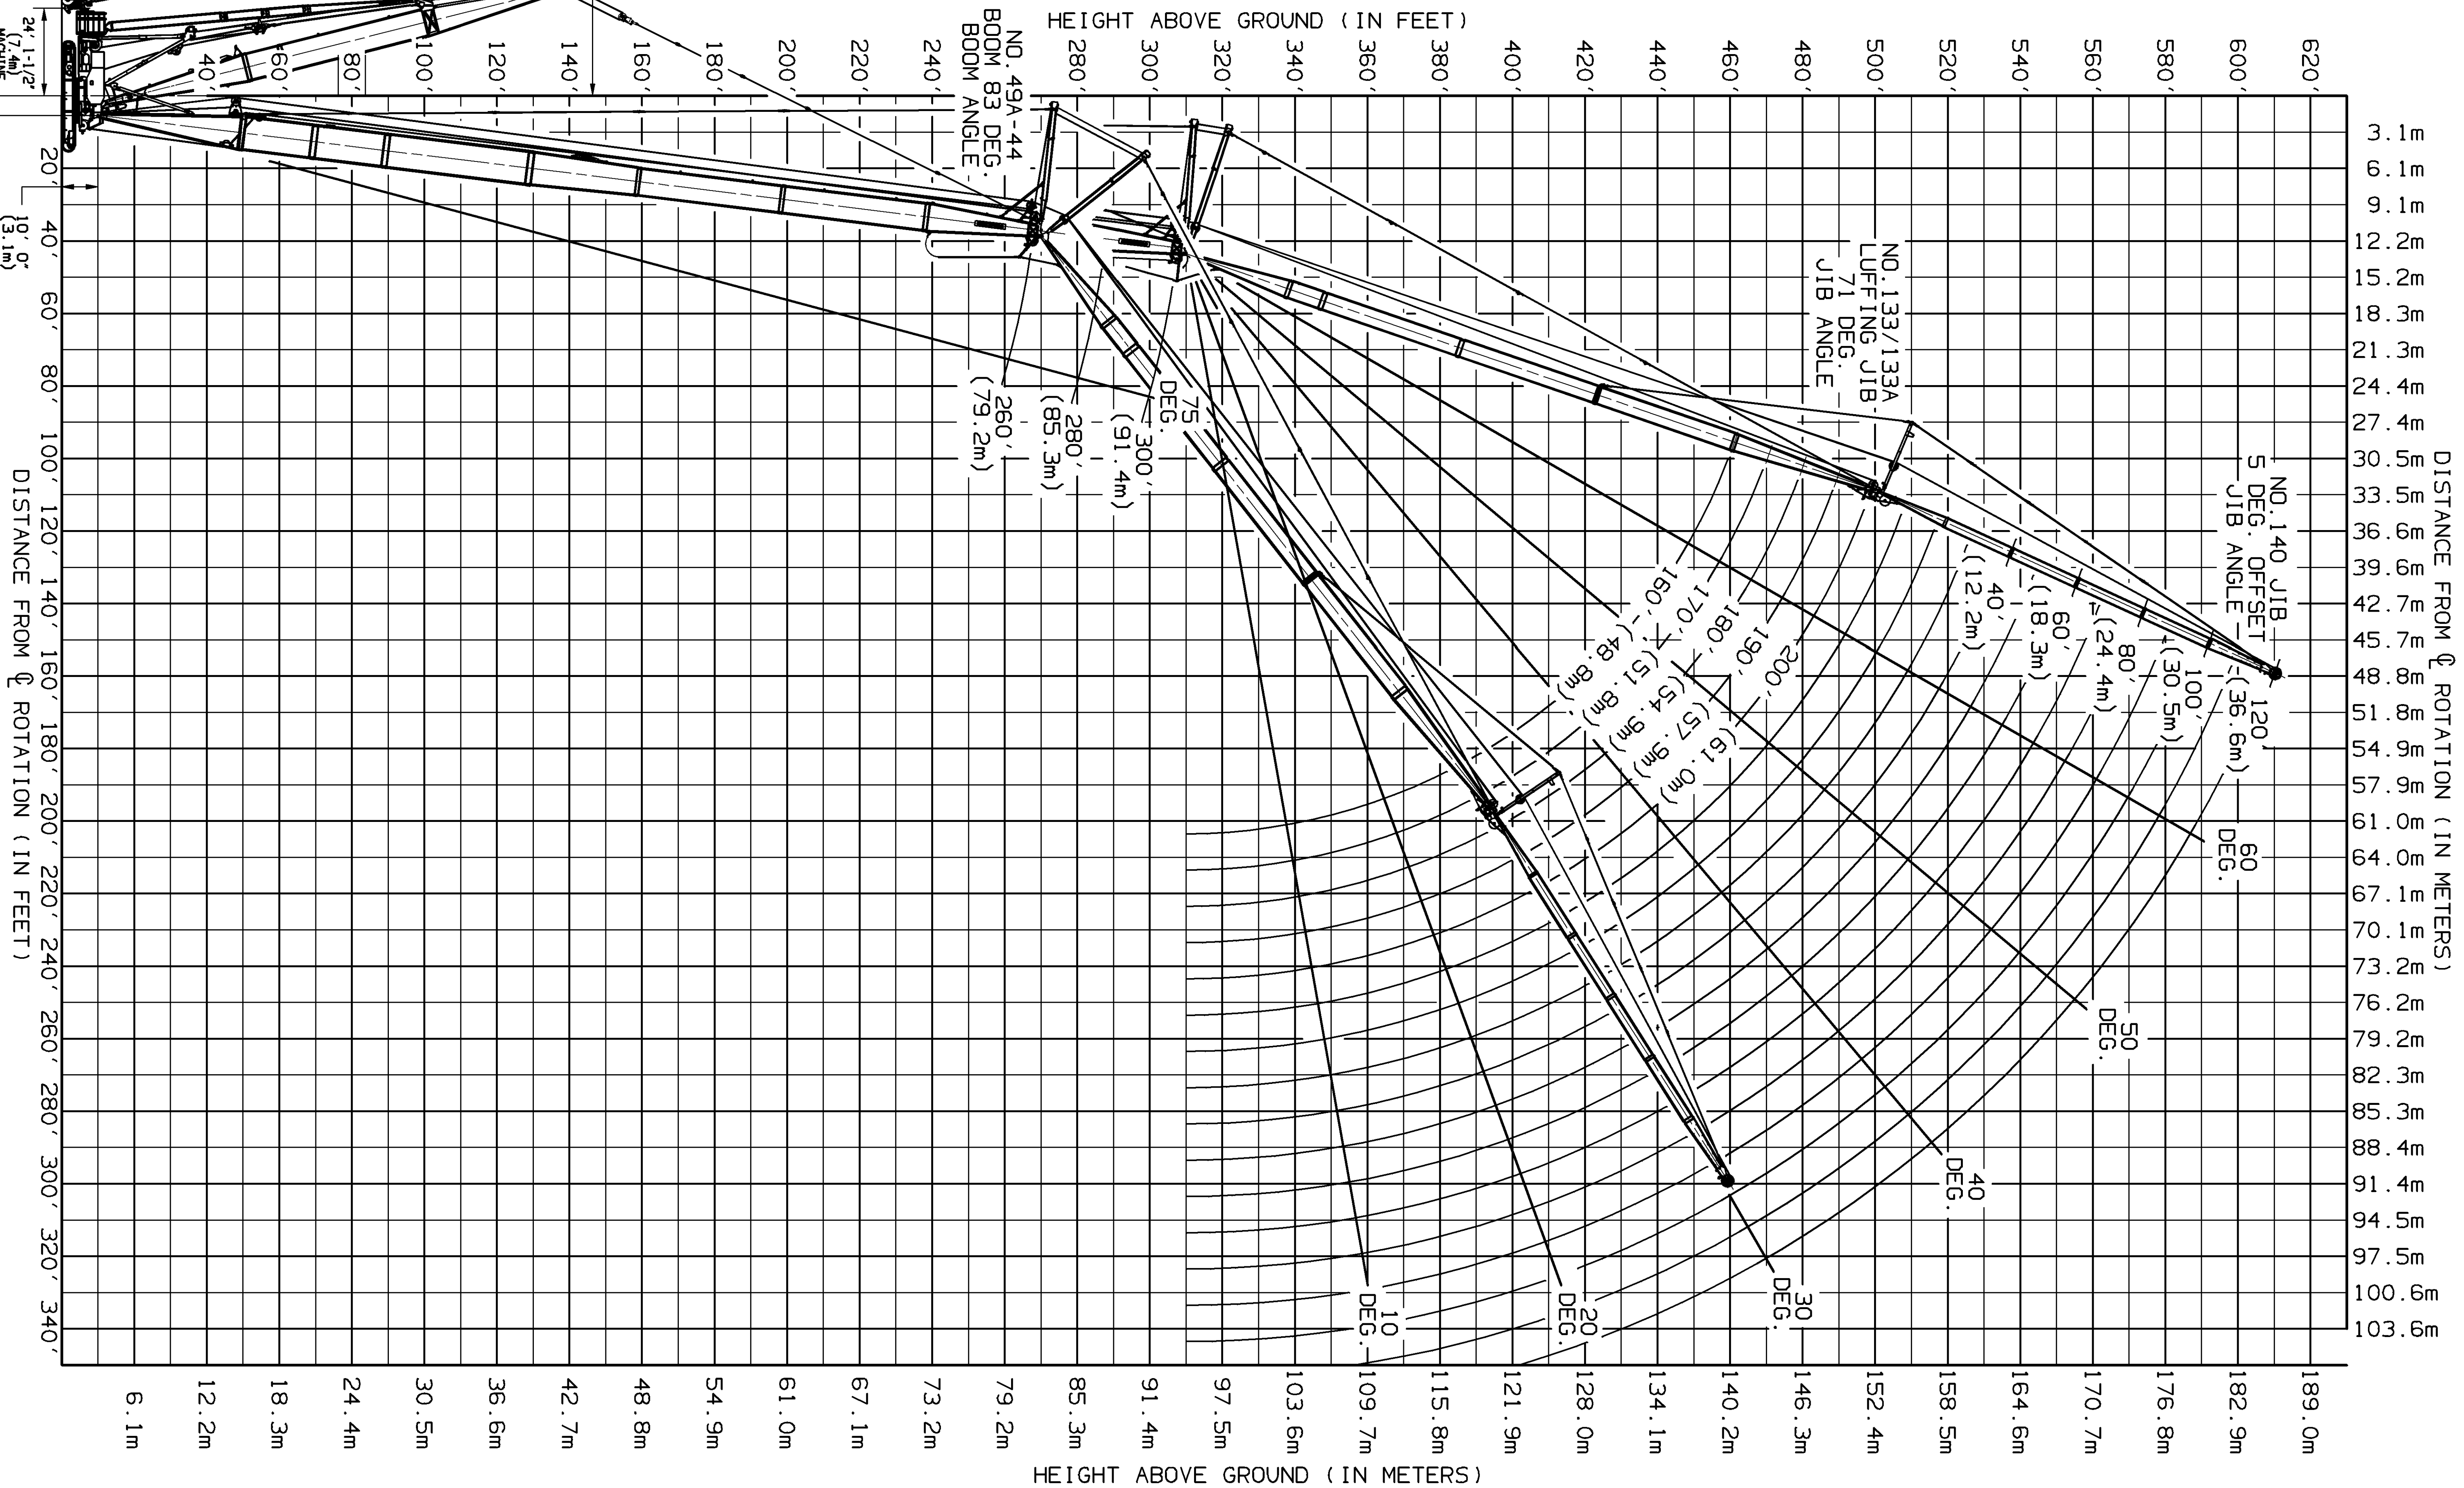 HEIGHT ABOVE GROUND (IN FEET)
40'
60'
80'
100'
120'
140'
160'
180'
200'
220'
240'
280'
300'
320'
340'
360'
380'
400'
420'
440'
460'
480'
500'
520'
540'
560'
580'
600'
620'
DISTANCE FROM ℄ ROTATION (IN METERS)
3.1m
6.1m
9.1m
12.2m
15.2m
18.3m
21.3m
24.4m
27.4m
30.5m
33.5m
36.6m
39.6m
42.7m
45.7m
48.8m
51.8m
54.9m
57.9m
61.0m
64.0m
67.1m
70.1m
73.2m
76.2m
79.2m
82.3m
85.3m
88.4m
91.4m
94.5m
97.5m
100.6m
103.6m
NO.49A-44
BOOM 83 DEG.
BOOM ANGLE
NO.133/133A
LUFFING JIB
71 DEG.
JIB ANGLE
NO.140 JIB
5 DEG. OFFSET
JIB ANGLE
24' 1-1/2"
(7.4m)
MACHINE
10' 0"
(3.1m)
260'
(79.2m)
280'
(85.3m)
300'
(91.4m)
75
DEG.
160'
(48.8m)
170'
(51.8m)
180'
(54.9m)
190'
(57.9m)
200'
(61.0m)
40'
(12.2m)
60'
(18.3m)
80'
(24.4m)
100'
(30.5m)
120
(36.6m)
60
DEG.
50
DEG.
40
DEG.
30
DEG.
20
DEG.
10
DEG.
DISTANCE FROM ℄ ROTATION (IN FEET)
20'
40'
60'
80'
100'
120'
140'
160'
180'
200'
220'
240'
260'
280'
300'
320'
340'
6.1m
12.2m
18.3m
24.4m
30.5m
36.6m
42.7m
48.8m
54.9m
61.0m
67.1m
73.2m
79.2m
85.3m
91.4m
97.5m
103.6m
109.7m
115.8m
121.9m
128.0m
134.1m
140.2m
146.3m
152.4m
158.5m
164.6m
170.7m
176.8m
182.9m
189.0m
HEIGHT ABOVE GROUND (IN METERS)